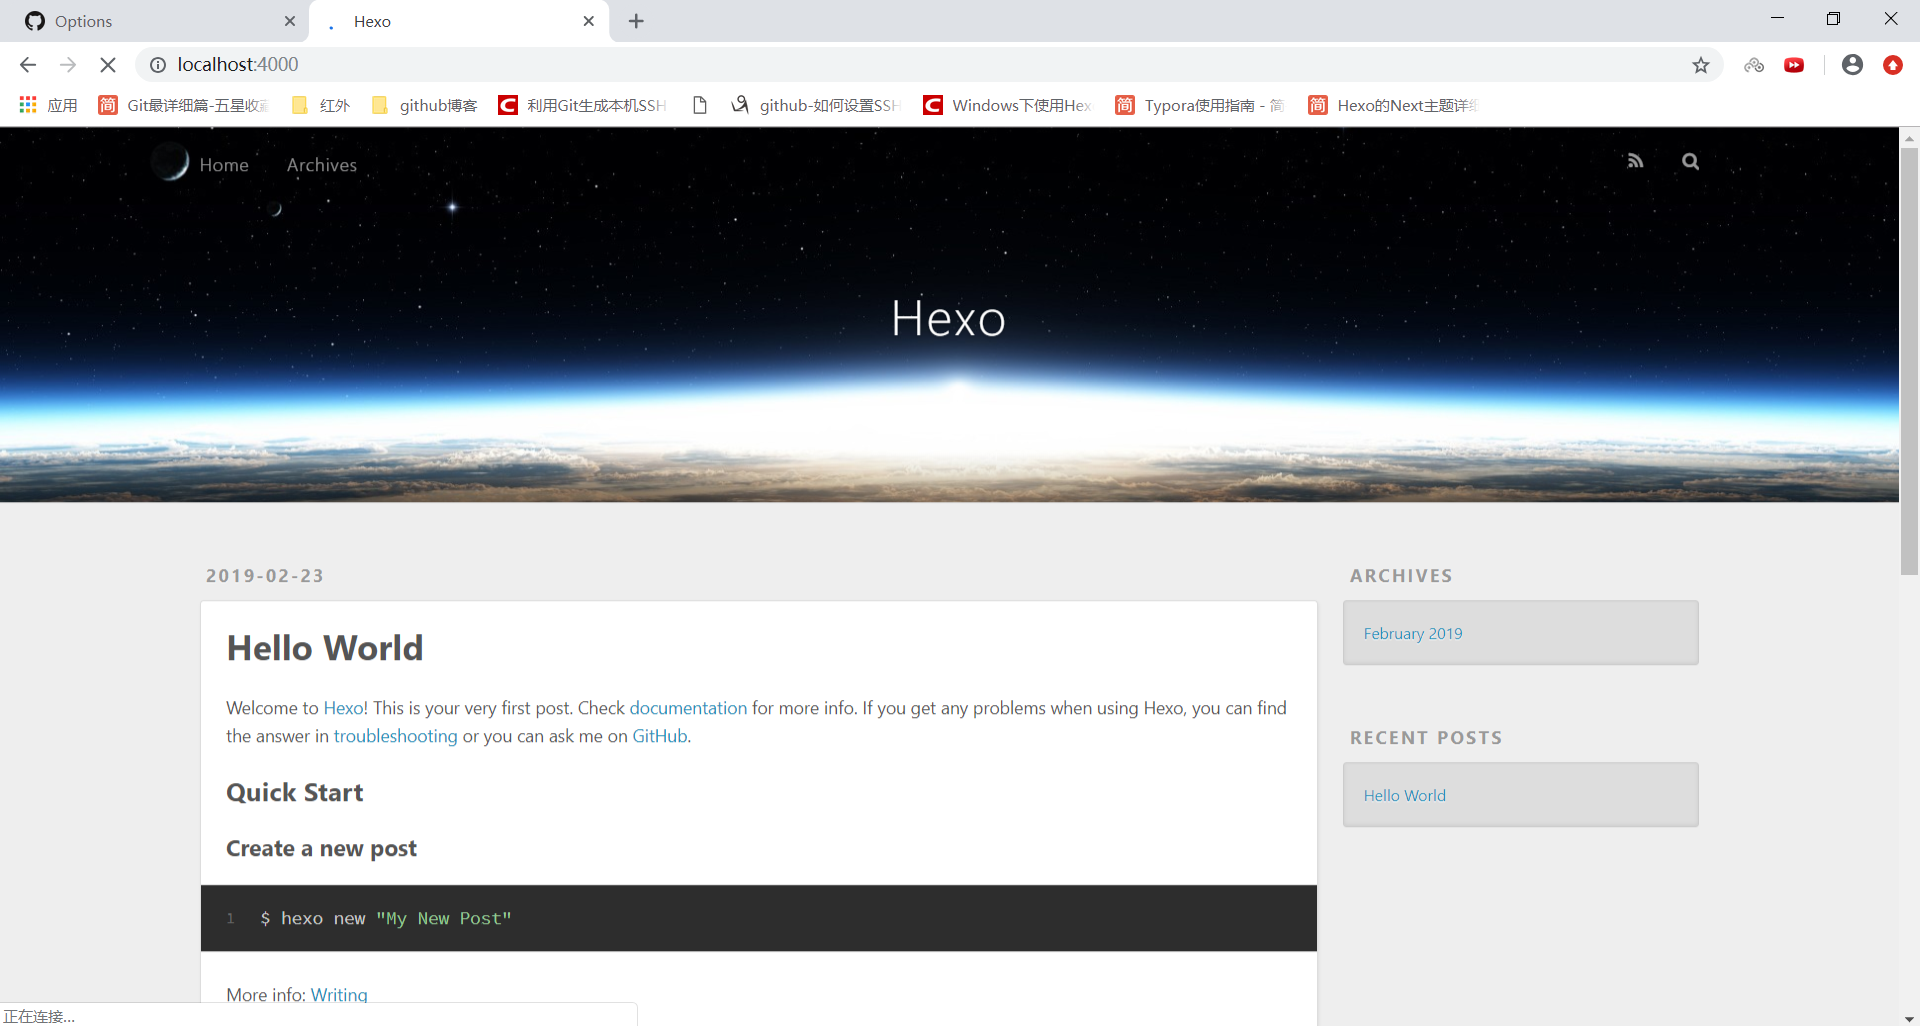 Options
Hexo
localhost:4000
应用
简 Git最详细篇-五星收藏
红外
github博客
C 利用Git生成本机SSH
github-如何设置SSH
C Windows下使用Hex
简 Typora使用指南 - 简
简 Hexo的Next主题详细
Home
Archives
Hexo
2019-02-23
Hello World
Welcome to Hexo! This is your very first post. Check documentation for more info. If you get any problems when using Hexo, you can find
the answer in troubleshooting or you can ask me on GitHub.
Quick Start
Create a new post
1 $ hexo new "My New Post"
More info: Writing
ARCHIVES
February 2019
RECENT POSTS
Hello World
正在连接...